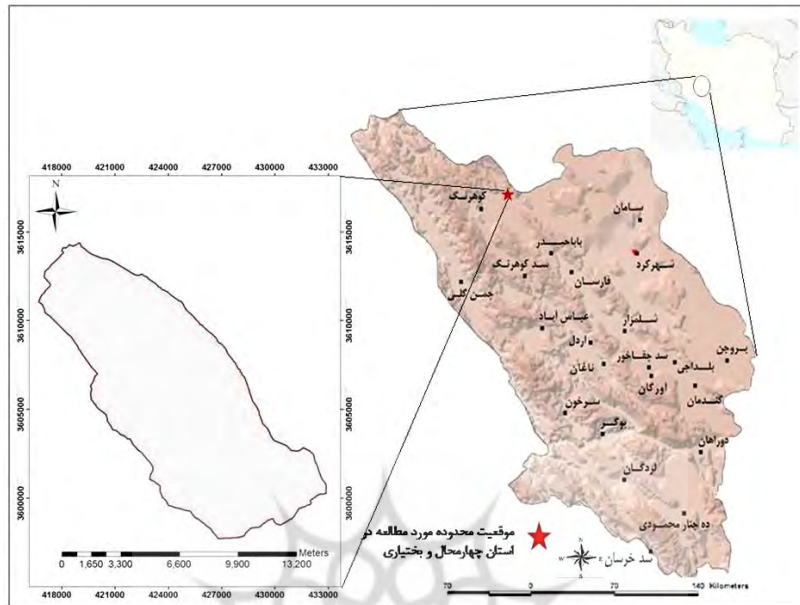 418000 421000 424000 427000 430000 433000
N
3615000
3610000
3605000
3600000
3615000
3610000
3605000
3600000
Meters
0 1,650 3,300 6,600 9,900 13,200
418000 421000 424000 427000 430000 433000
کوهرنگ
سامان
باباحیدر
شهرکرد
سد کوهرنگ
فارسان
چمن گلی
عباس آباد
شلمزار
اردل
بروجن
سد چغاخور
بلداجی
ناغان
آورگان
گندمان
سرخون
بوگر
دوراهان
لردگان
ده چنار محمودی
موقعیت محدوده مورد مطالعه در
استان چهارمحال و بختیاری
سد خرسان
N
W E
S
70 0 70 140 Kilometers